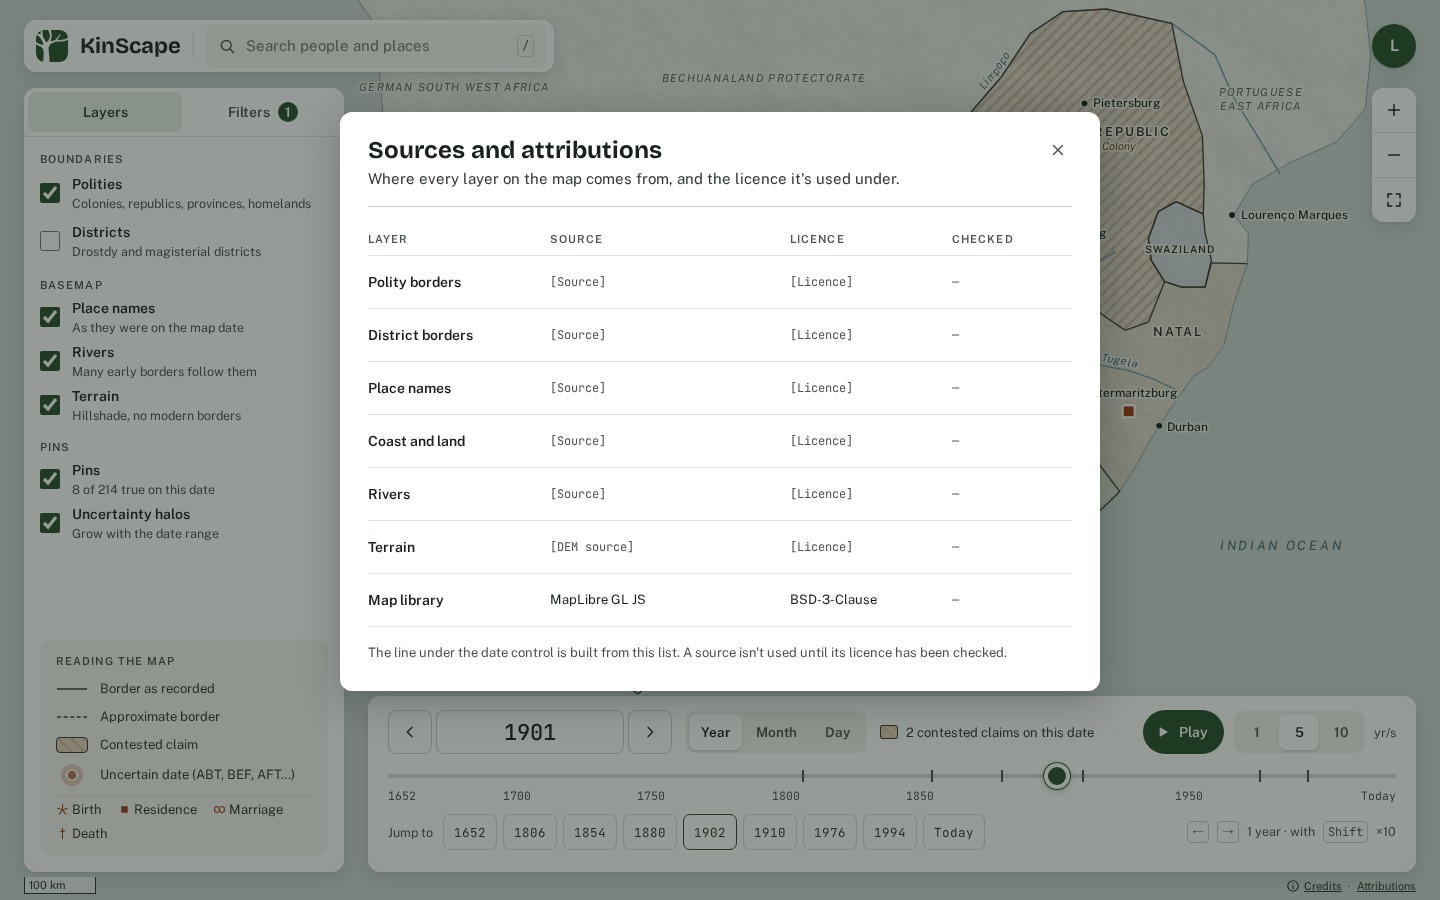 KinScape
Search people and places
/
L
GERMAN SOUTH WEST AFRICA
BECHUANALAND PROTECTORATE
Limpopo
Pietersburg
PORTUGUESE
EAST AFRICA
REPUBLIC
Colony
Lourenço Marques
SWAZILAND
NATAL
Tugela
termaritzburg
Durban
INDIAN OCEAN
Layers
Filters 1
BOUNDARIES
Polities
Colonies, republics, provinces, homelands
Districts
Drostdy and magisterial districts
BASEMAP
Place names
As they were on the map date
Rivers
Many early borders follow them
Terrain
Hillshade, no modern borders
PINS
Pins
8 of 214 true on this date
Uncertainty halos
Grow with the date range
READING THE MAP
Border as recorded
Approximate border
Contested claim
Uncertain date (ABT, BEF, AFT…)
Birth Residence Marriage
Death
Sources and attributions
Where every layer on the map comes from, and the licence it's used under.
LAYER SOURCE LICENCE CHECKED
Polity borders [Source] [Licence] —
District borders [Source] [Licence] —
Place names [Source] [Licence] —
Coast and land [Source] [Licence] —
Rivers [Source] [Licence] —
Terrain [DEM source] [Licence] —
Map library MapLibre GL JS BSD-3-Clause —
The line under the date control is built from this list. A source isn't used until its licence has been checked.
1901
Year Month Day
2 contested claims on this date
Play
1 5 10 yr/s
1652 1700 1750 1800 1850 1950 Today
Jump to 1652 1806 1854 1880 1902 1910 1976 1994 Today
← → 1 year · with Shift ×10
100 km
Credits · Attributions